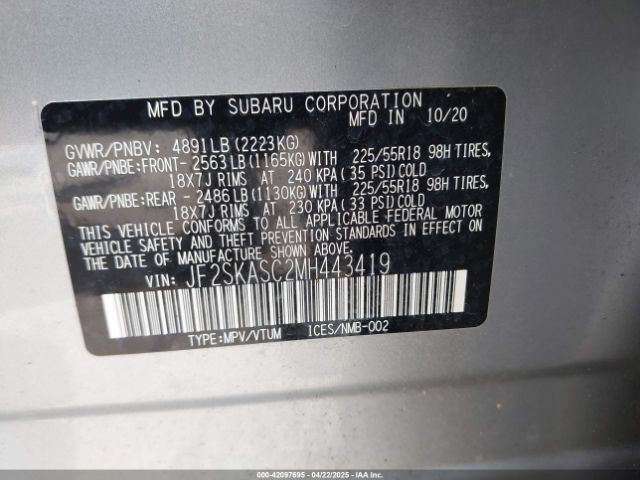 MFD BY SUBARU CORPORATION
MFD IN 10/20
GVWR/PNBV: 4891LB(2223KG)
GAWR/PNBE:FRONT- 2563LB(1165KG)WITH 225/55R18 98H TIRES,
18X7J RIMS AT 240 KPA(35 PSI)COLD
GAWR/PNBE:REAR - 2486LB(1130KG)WITH 225/55R18 98H TIRES,
18X7J RIMS AT 230 KPA(33 PSI)COLD
THIS VEHICLE CONFORMS TO ALL APPLICABLE FEDERAL MOTOR
VEHICLE SAFETY AND THEFT PREVENTION STANDARDS IN EFFECT
ON THE DATE OF MANUFACTURE SHOWN ABOVE.
VIN: JF2SKASC2MH443419
TYPE:MPV/VTUM ICES/NMB-002
000-42097695 - 04/22/2025 - IAAI.COM